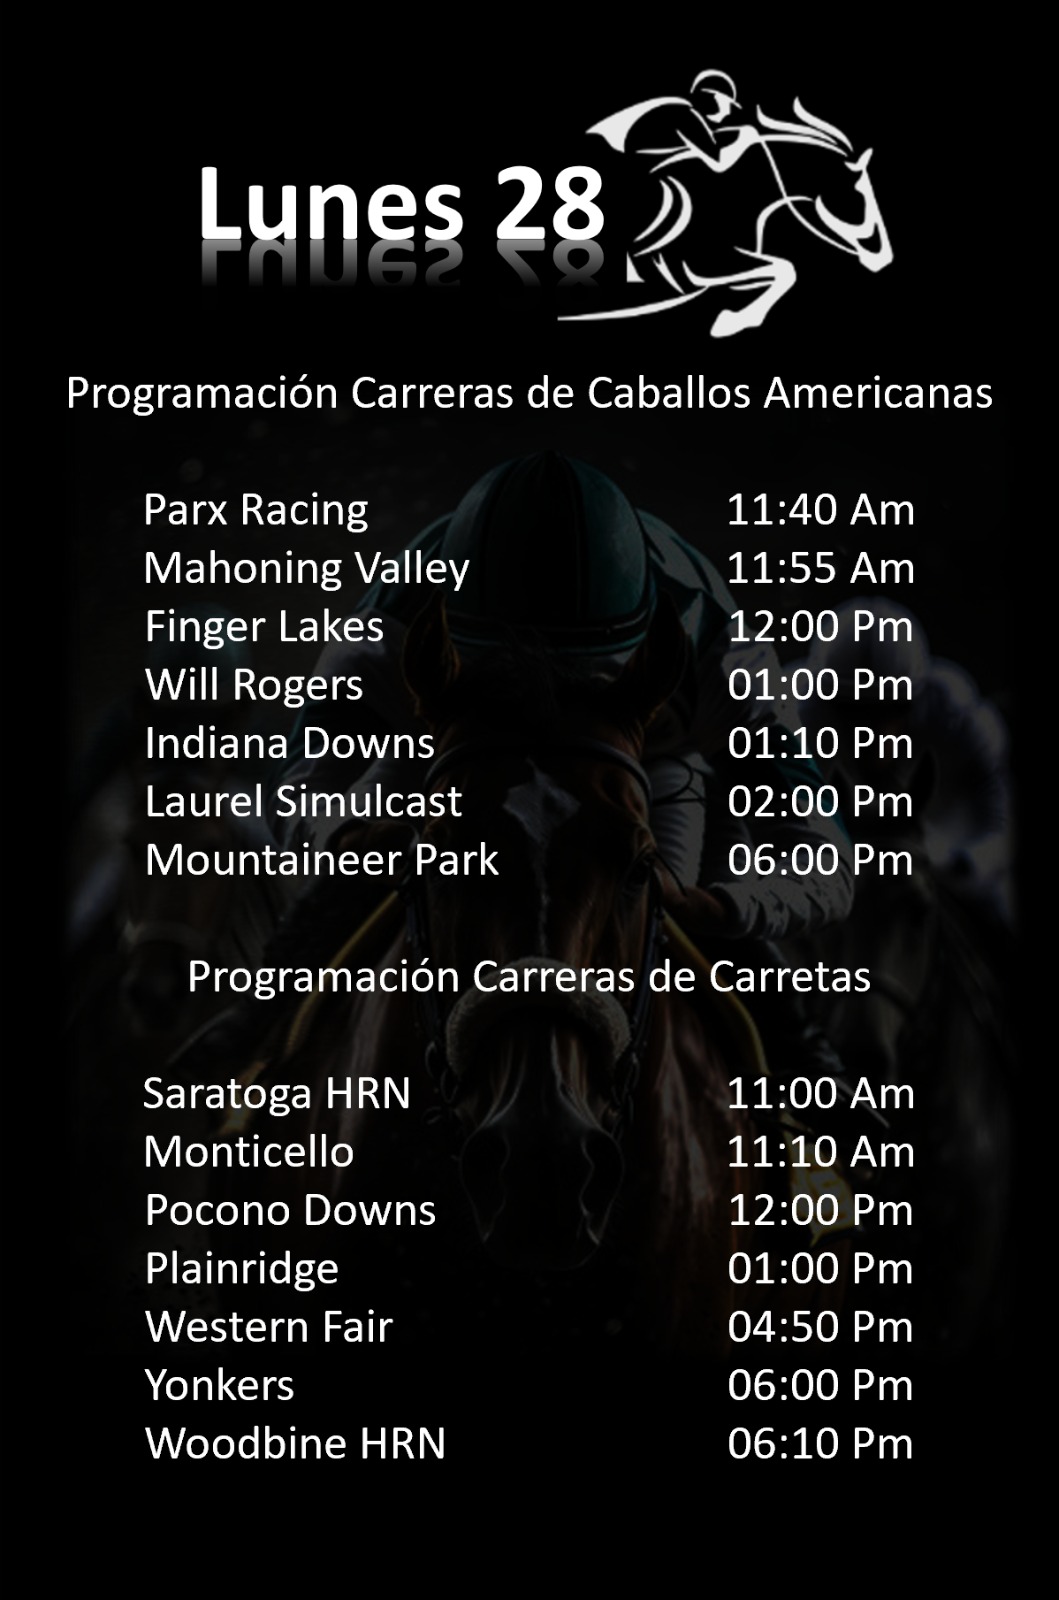 Lunes 28
Programación Carreras de Caballos Americanas
Parx Racing 11:40 Am
Mahoning Valley 11:55 Am
Finger Lakes 12:00 Pm
Will Rogers 01:00 Pm
Indiana Downs 01:10 Pm
Laurel Simulcast 02:00 Pm
Mountaineer Park 06:00 Pm
Programación Carreras de Carretas
Saratoga HRN 11:00 Am
Monticello 11:10 Am
Pocono Downs 12:00 Pm
Plainridge 01:00 Pm
Western Fair 04:50 Pm
Yonkers 06:00 Pm
Woodbine HRN 06:10 Pm